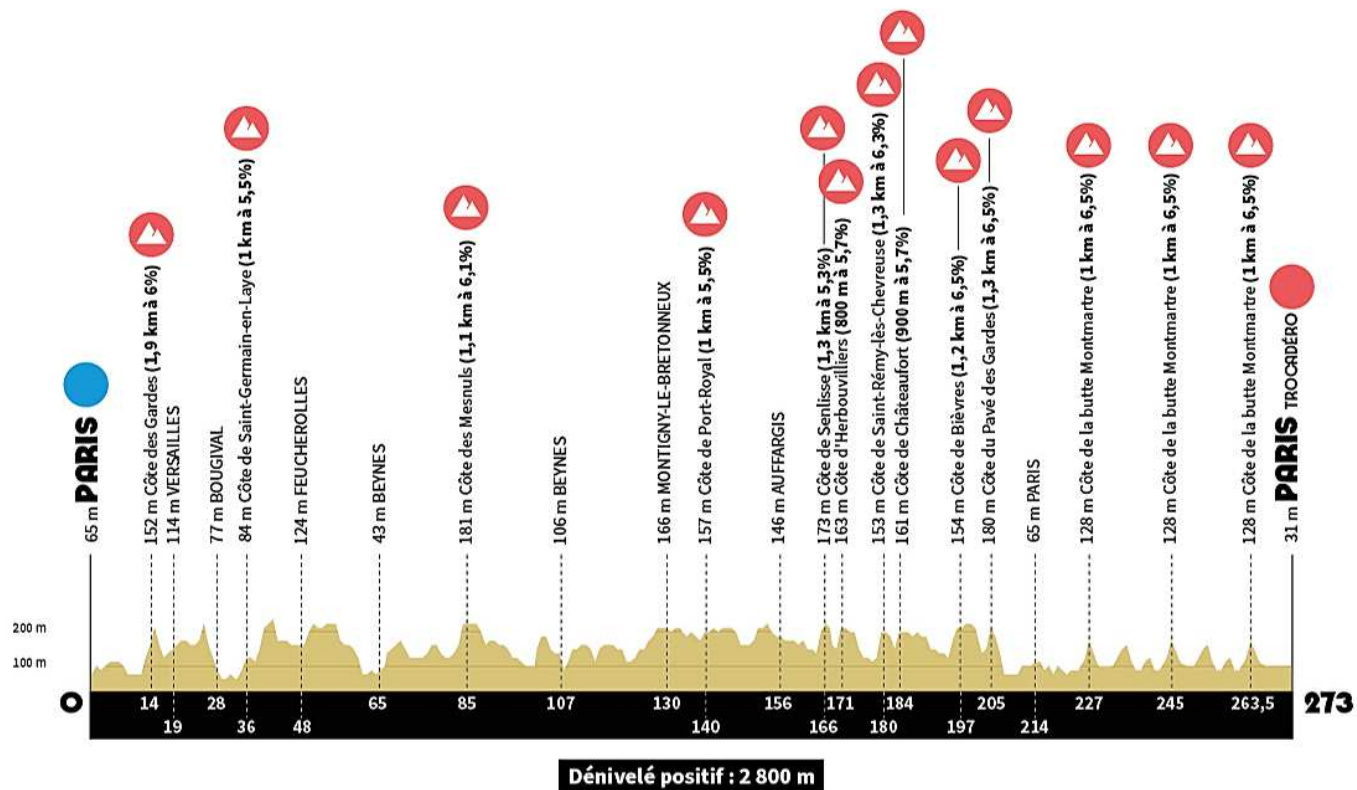 65 m PARIS
152 m Côte des Gardes (1,9 km à 6%)
114 m VERSAILLES
77 m BOUGIVAL
84 m Côte de Saint-Germain-en-Laye (1 km à 5,5%)
124 m FEUCHEROLLES
43 m BEYNES
181 m Côte des Mesnuls (1,1 km à 6,1%)
106 m BEYNES
166 m MONTIGNY-LE-BRETONNEUX
157 m Côte de Port-Royal (1 km à 5,5%)
146 m AUFFARGIS
173 m Côte de Senlisse (1,3 km à 5,3%)
163 m Côte d'Herbouvilliers (800 m à 5,7%)
153 m Côte de Saint-Rémy-lès-Chevreuse (1,3 km à 6,3%)
161 m Côte de Châteaufort (900 m à 5,7%)
154 m Côte de Bièvres (1,2 km à 6,5%)
180 m Côte du Pavé des Gardes (1,3 km à 6,5%)
65 m PARIS
128 m Côte de la butte Montmartre (1 km à 6,5%)
128 m Côte de la butte Montmartre (1 km à 6,5%)
128 m Côte de la butte Montmartre (1 km à 6,5%)
31 m PARIS TROCADÉRO
200 m
100 m
0 14 28 36 48 65 85 107 130 156 171 184 205 227 245 263,5 273
19 140 166 180 197 214
Dénivelé positif : 2 800 m